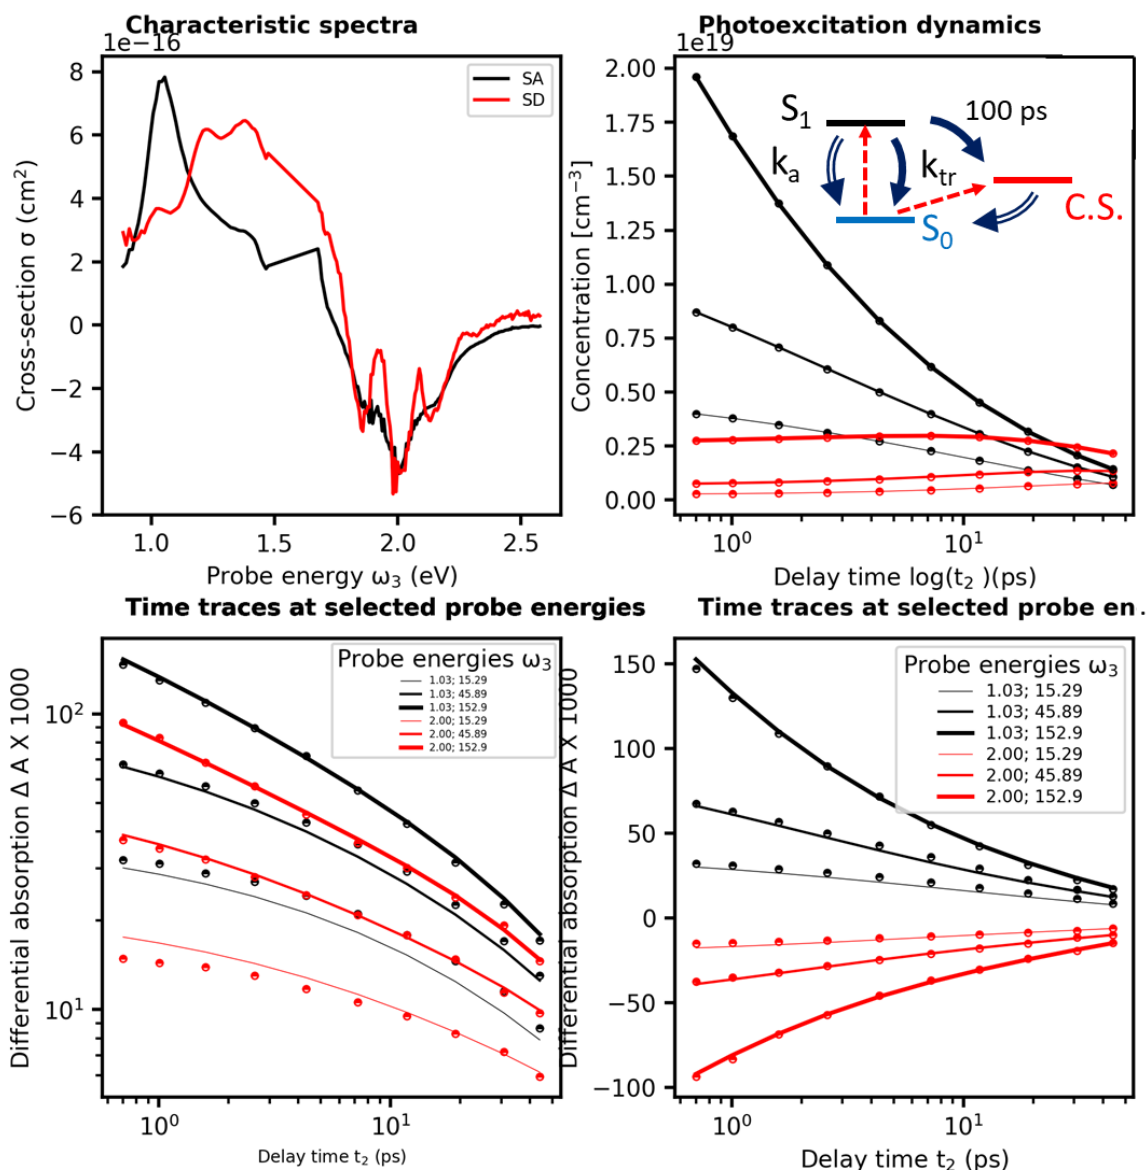 Characteristic spectra
1e−16
SA
SD
8
6
4
2
0
−2
−4
−6
1.0
1.5
2.0
2.5
Cross-section σ (cm²)
Probe energy ω₃ (eV)
Photoexcitation dynamics
1e19
2.00
1.75
1.50
1.25
1.00
0.75
0.50
0.25
0.00
10⁰
10¹
Concentration [cm⁻³]
Delay time log(t₂ )(ps)
S₁
100 ps
kₐ
kₜᵣ
C.S.
S₀
Time traces at selected probe energies
Probe energies ω₃
1.03; 15.29
1.03; 45.89
1.03; 152.9
2.00; 15.29
2.00; 45.89
2.00; 152.9
10²
10¹
10⁰
10¹
Differential absorption Δ A X 1000
Delay time t₂ (ps)
Time traces at selected probe en.
Probe energies ω₃
1.03; 15.29
1.03; 45.89
1.03; 152.9
2.00; 15.29
2.00; 45.89
2.00; 152.9
150
100
50
0
−50
−100
10⁰
10¹
Differential absorption Δ A X 1000
Delay time t₂ (ps)